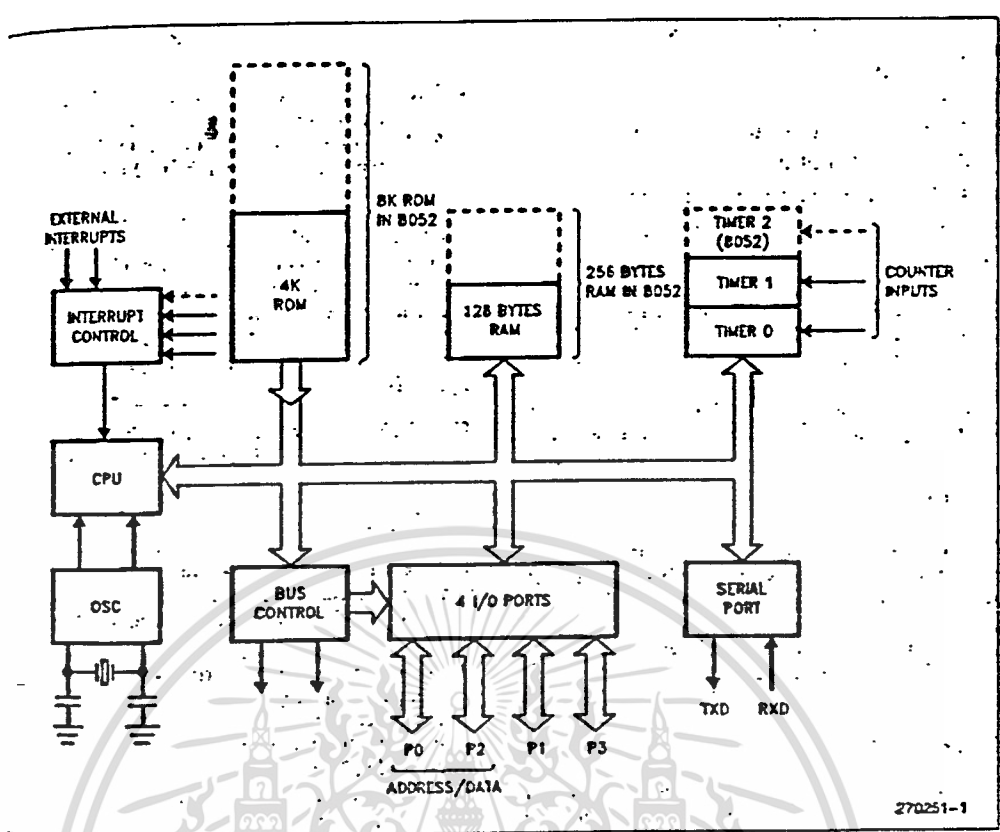 EXTERNAL
INTERRUPTS
INTERRUPT
CONTROL
4K
ROM
8K ROM
IN 8052
128 BYTES
RAM
256 BYTES
RAM IN 8052
TIMER 2
(8052)
TIMER 1
TIMER 0
COUNTER
INPUTS
CPU
OSC
BUS
CONTROL
4 I/O PORTS
SERIAL
PORT
TXD RXD
P0 P2 P1 P3
ADDRESS/DATA
270251-1